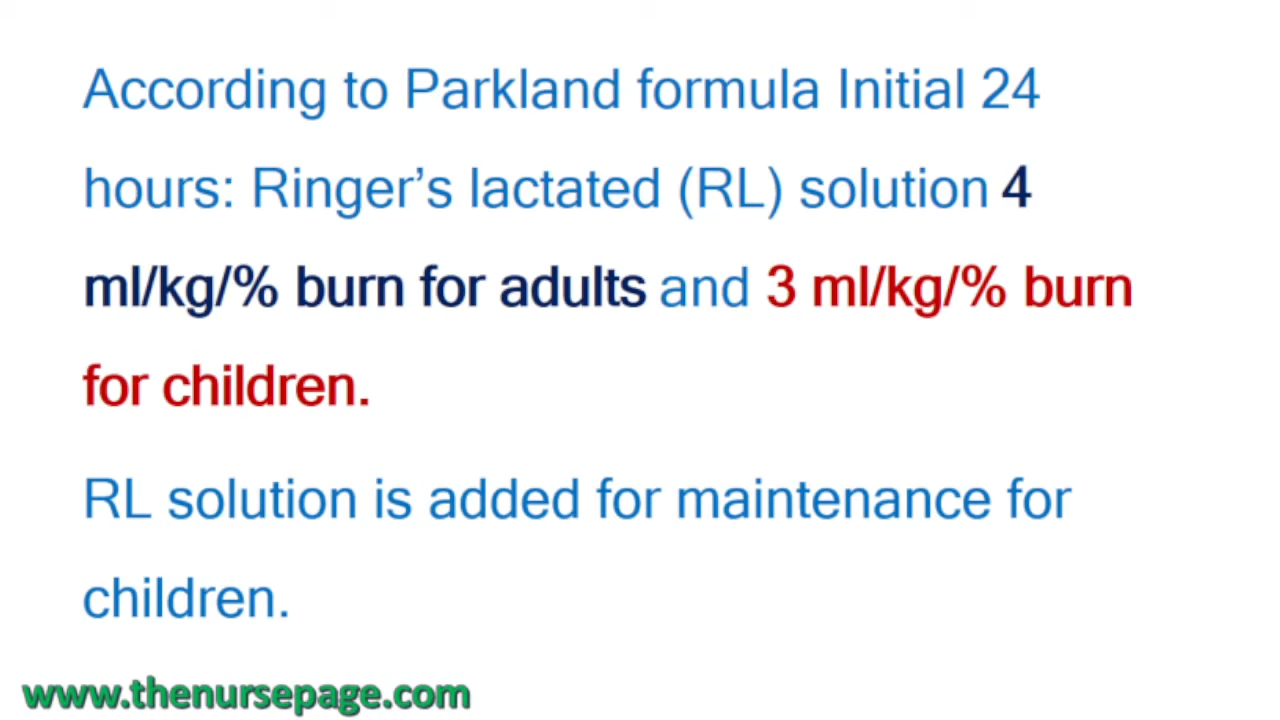 According to Parkland formula Initial 24
hours: Ringer’s lactated (RL) solution 4
ml/kg/% burn for adults and 3 ml/kg/% burn
for children.
RL solution is added for maintenance for
children.
www.thenursepage.com